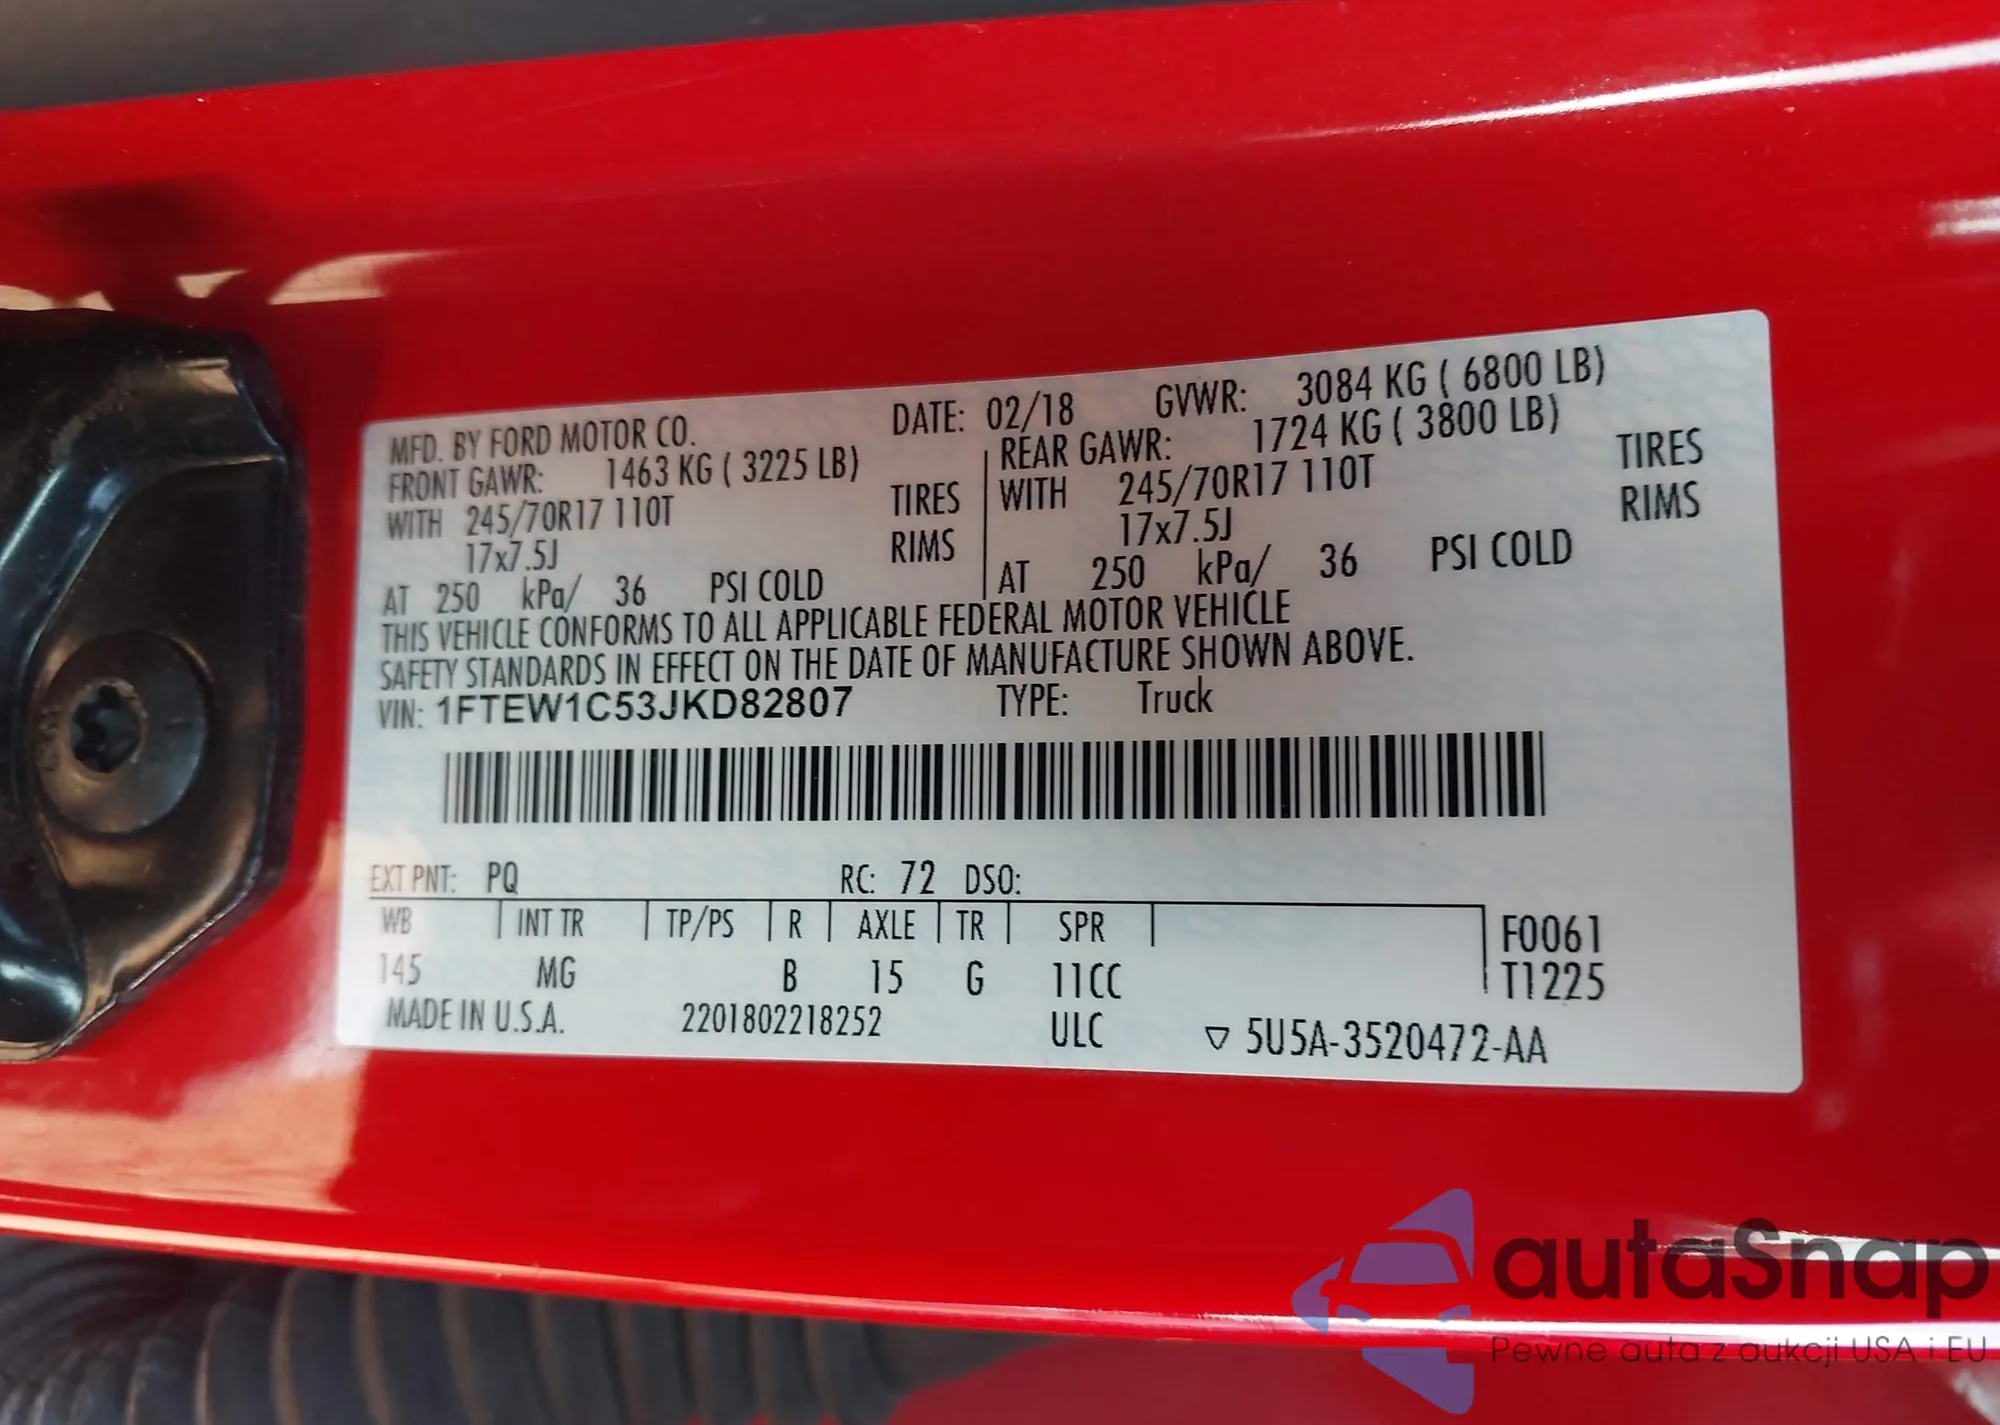 MFD. BY FORD MOTOR CO. DATE: 02/18 GVWR: 3084 KG ( 6800 LB)
FRONT GAWR: 1463 KG ( 3225 LB) REAR GAWR: 1724 KG ( 3800 LB)
WITH 245/70R17 110T TIRES WITH 245/70R17 110T TIRES
17x7.5J RIMS 17x7.5J RIMS
AT 250 kPa/ 36 PSI COLD AT 250 kPa/ 36 PSI COLD
THIS VEHICLE CONFORMS TO ALL APPLICABLE FEDERAL MOTOR VEHICLE
SAFETY STANDARDS IN EFFECT ON THE DATE OF MANUFACTURE SHOWN ABOVE.
VIN: 1FTEW1C53JKD82807 TYPE: Truck
EXT PNT: PQ RC: 72 DSO:
WB INT TR TP/PS R AXLE TR SPR F0061
145 MG B 15 G 11CC T1225
MADE IN U.S.A. 2201802218252 ULC ▽ 5U5A-3520472-AA
autaSnap
Pewne auta z aukcji USA i EU